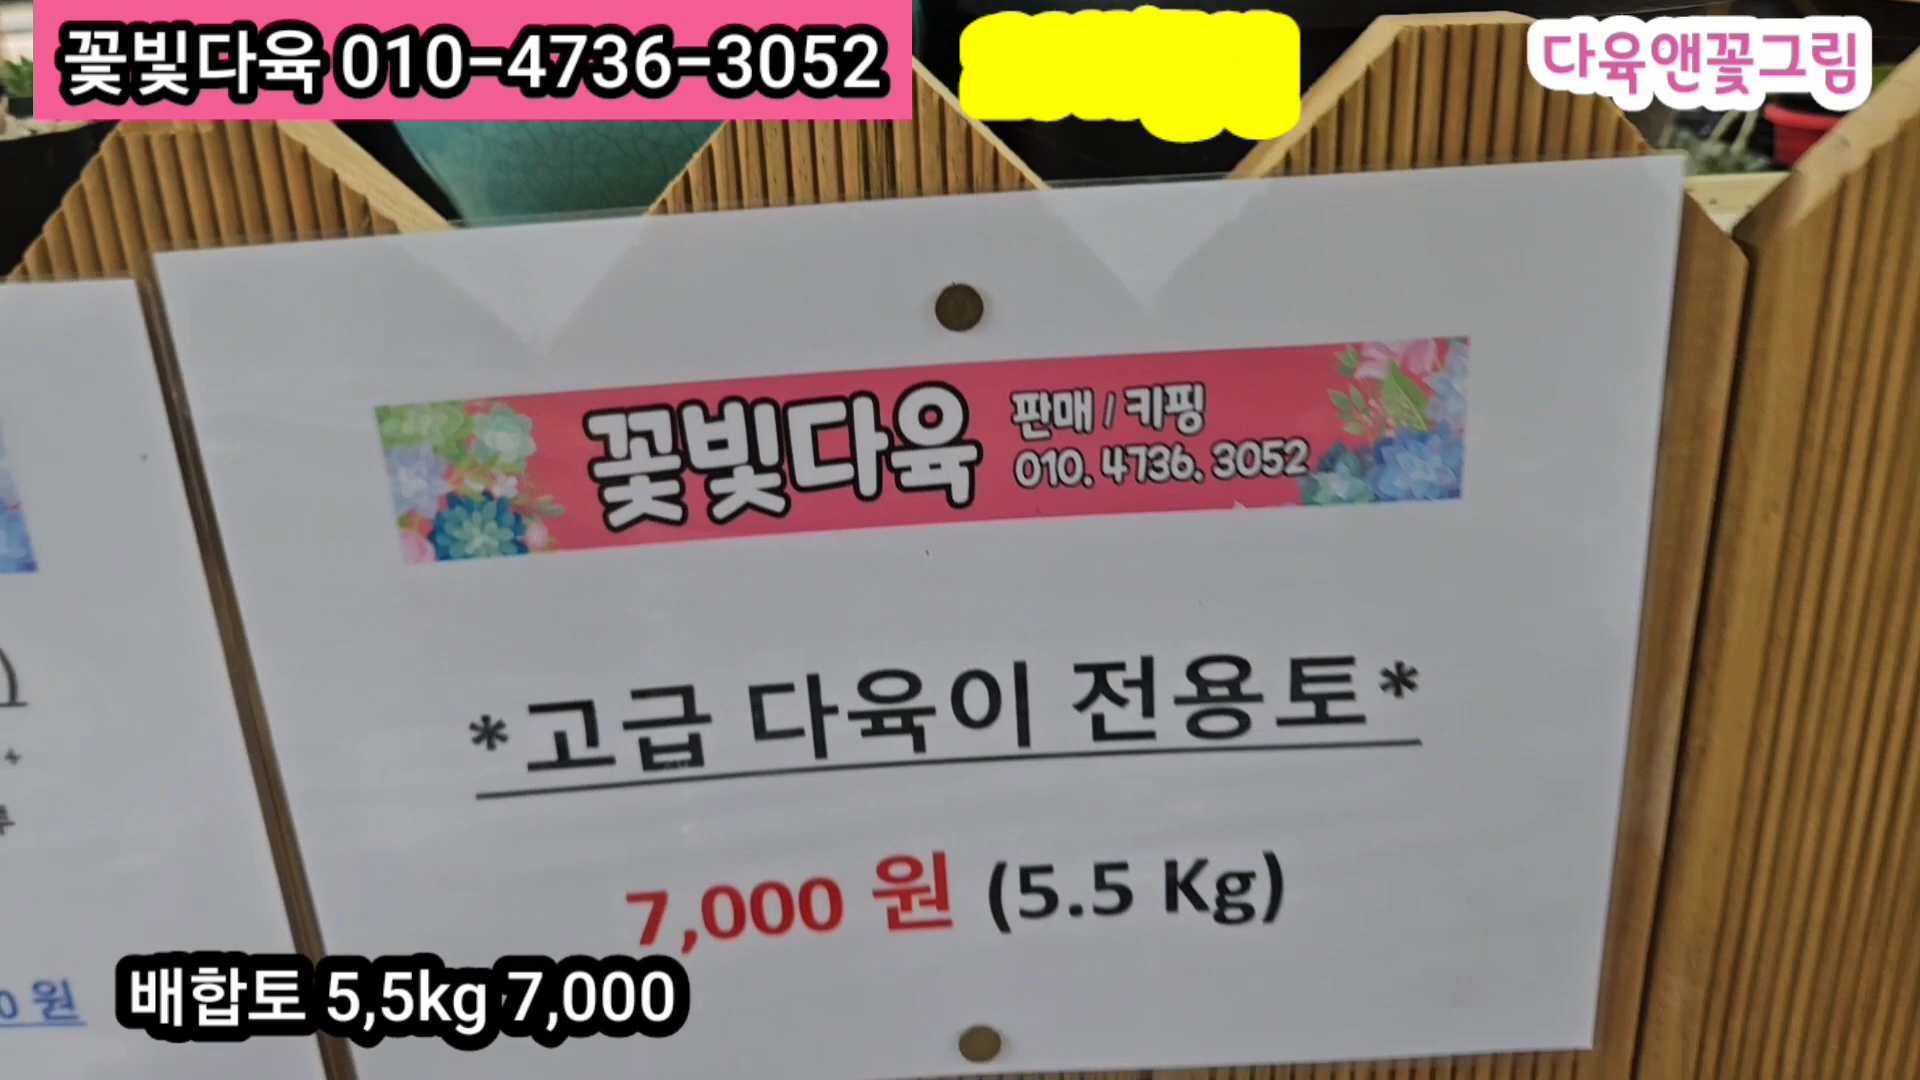 꽃빛다육 010-4736-3052
다육앤꽃그림
꽃빛다육
판매 / 키핑
010. 4736. 3052
*고급 다육이 전용토*
7,000 원 (5.5 Kg)
0 원
배합토 5,5kg 7,000